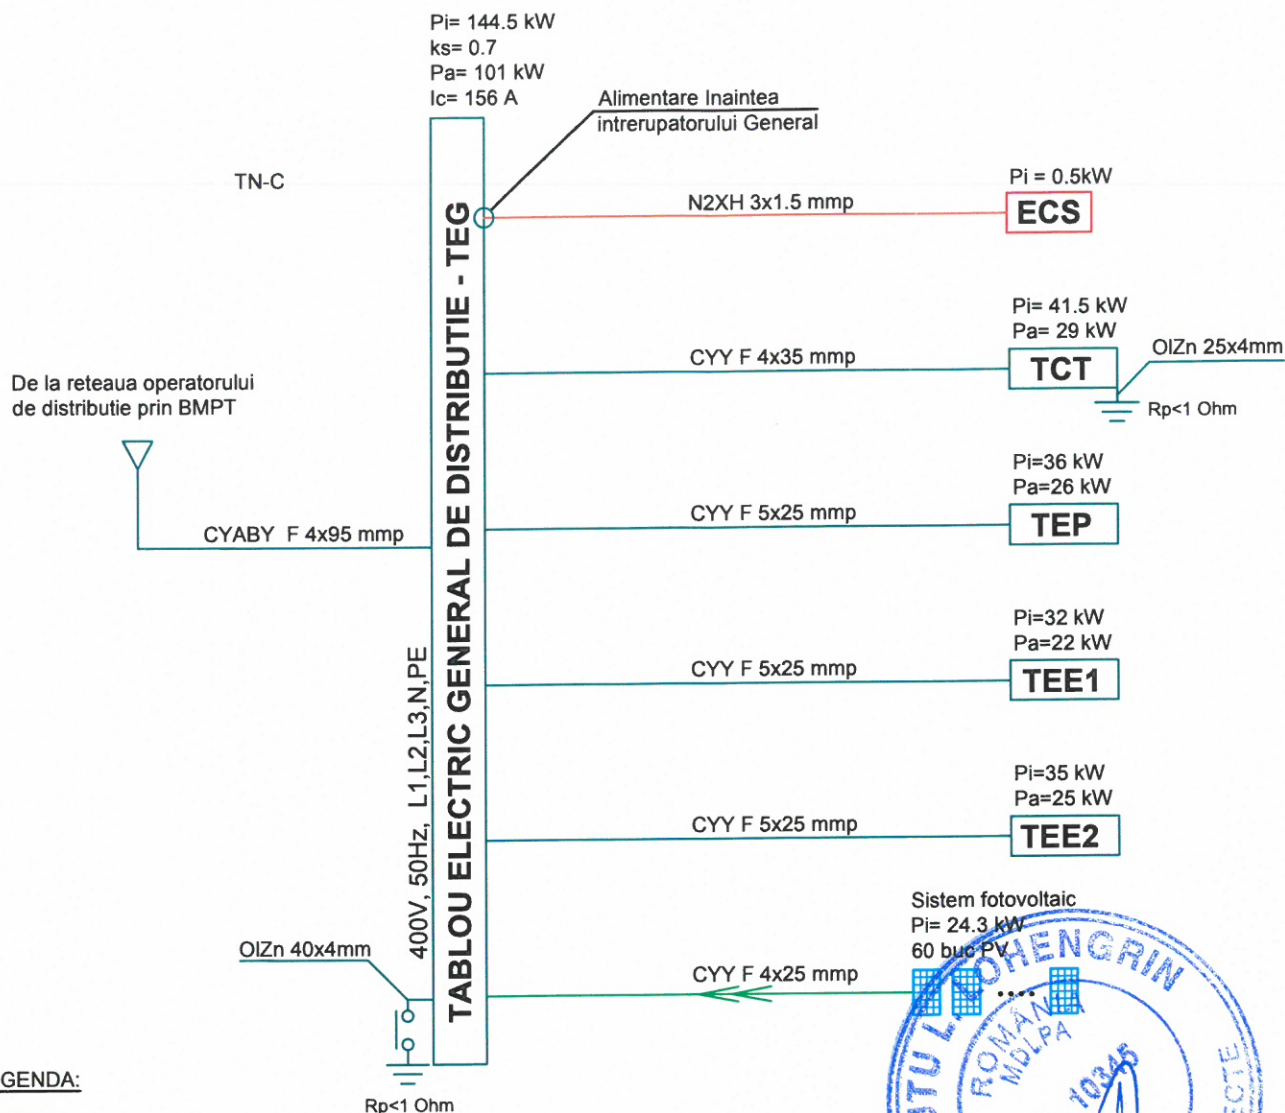 Pi= 144.5 kW
ks= 0.7
Pa= 101 kW
Ic= 156 A
Alimentare Inaintea
intrerupatorului General
TN-C
TABLOU ELECTRIC GENERAL DE DISTRIBUTIE - TEG
400V, 50Hz, L1,L2,L3,N,PE
N2XH 3x1.5 mmp
Pi = 0.5kW
ECS
CYY F 4x35 mmp
Pi= 41.5 kW
Pa= 29 kW
TCT
OlZn 25x4mm
Rp<1 Ohm
De la reteaua operatorului
de distributie prin BMPT
CYABY F 4x95 mmp
CYY F 5x25 mmp
Pi=36 kW
Pa=26 kW
TEP
CYY F 5x25 mmp
Pi=32 kW
Pa=22 kW
TEE1
CYY F 5x25 mmp
Pi=35 kW
Pa=25 kW
TEE2
Sistem fotovoltaic
Pi= 24.3 kW
60 buc PV
CYY F 4x25 mmp
OlZn 40x4mm
Rp<1 Ohm
GENDA:
LOHENGRIN
ROMÂNIA
MDLPA
10345